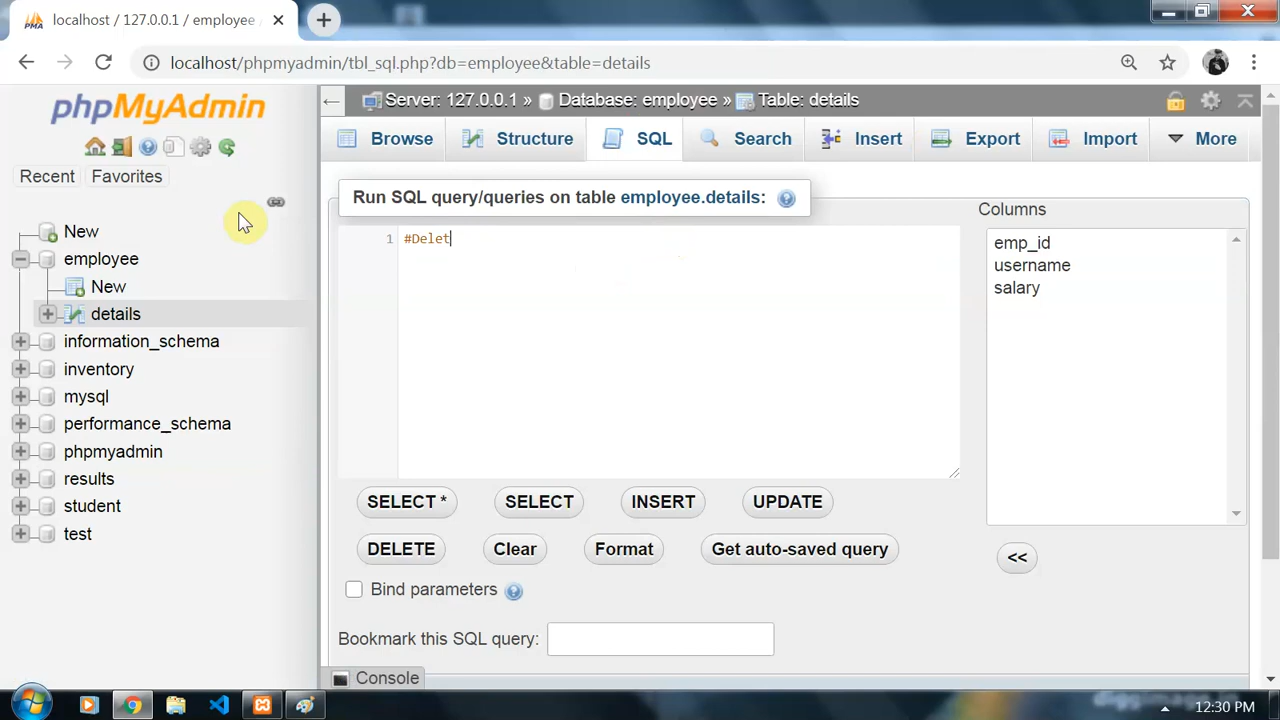 localhost / 127.0.0.1 / employee
localhost/phpmyadmin/tbl_sql.php?db=employee&table=details
phpMyAdmin
Server: 127.0.0.1 » Database: employee » Table: details
Browse Structure SQL Search Insert Export Import More
Recent Favorites
Run SQL query/queries on table employee.details:
Columns
New
employee
New
details
information_schema
inventory
mysql
performance_schema
phpmyadmin
results
student
test
1 #Delet
emp_id
username
salary
SELECT * SELECT INSERT UPDATE
DELETE Clear Format Get auto-saved query
<<
Bind parameters
Bookmark this SQL query:
Console
12:30 PM